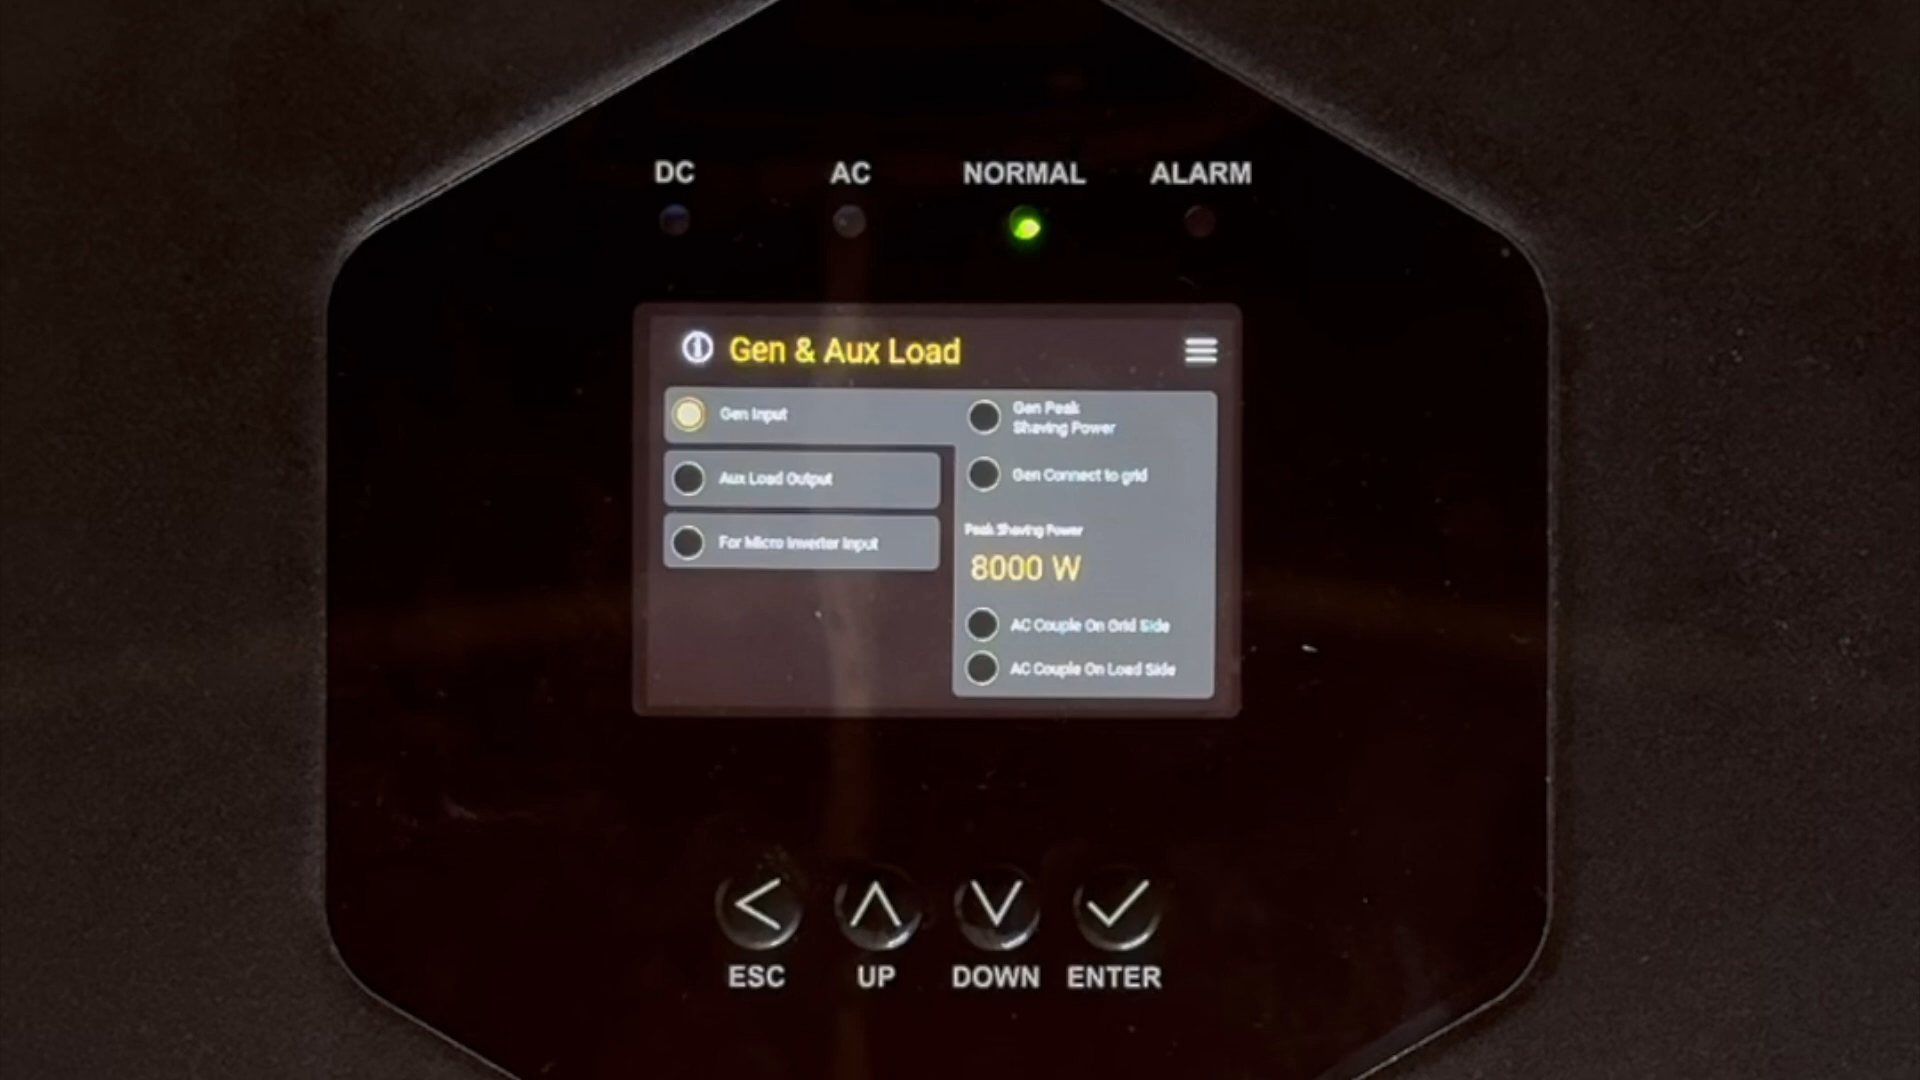 DC AC NORMAL ALARM
Gen & Aux Load
Gen Input
Aux Load Output
For Micro Inverter Input
Gen Peak
Shaving Power
Gen Connect to grid
Peak Shaving Power
8000 W
AC Couple On Grid Side
AC Couple On Load Side
ESC UP DOWN ENTER